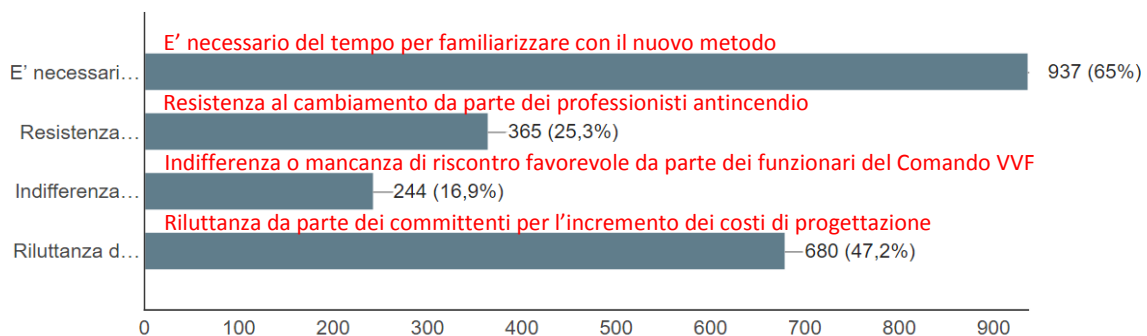 E’ necessario del tempo per familiarizzare con il nuovo metodo
E’ necessari… 937 (65%)
Resistenza al cambiamento da parte dei professionisti antincendio
Resistenza… 365 (25,3%)
Indifferenza o mancanza di riscontro favorevole da parte dei funzionari del Comando VVF
Indifferenza… 244 (16,9%)
Riluttanza da parte dei committenti per l’incremento dei costi di progettazione
Riluttanza d… 680 (47,2%)
0 100 200 300 400 500 600 700 800 900